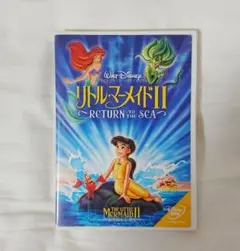 WALT DISNEY
リトル・マーメイドII
~RETURN TO THE SEA~
THE LITTLE
MERMAID II